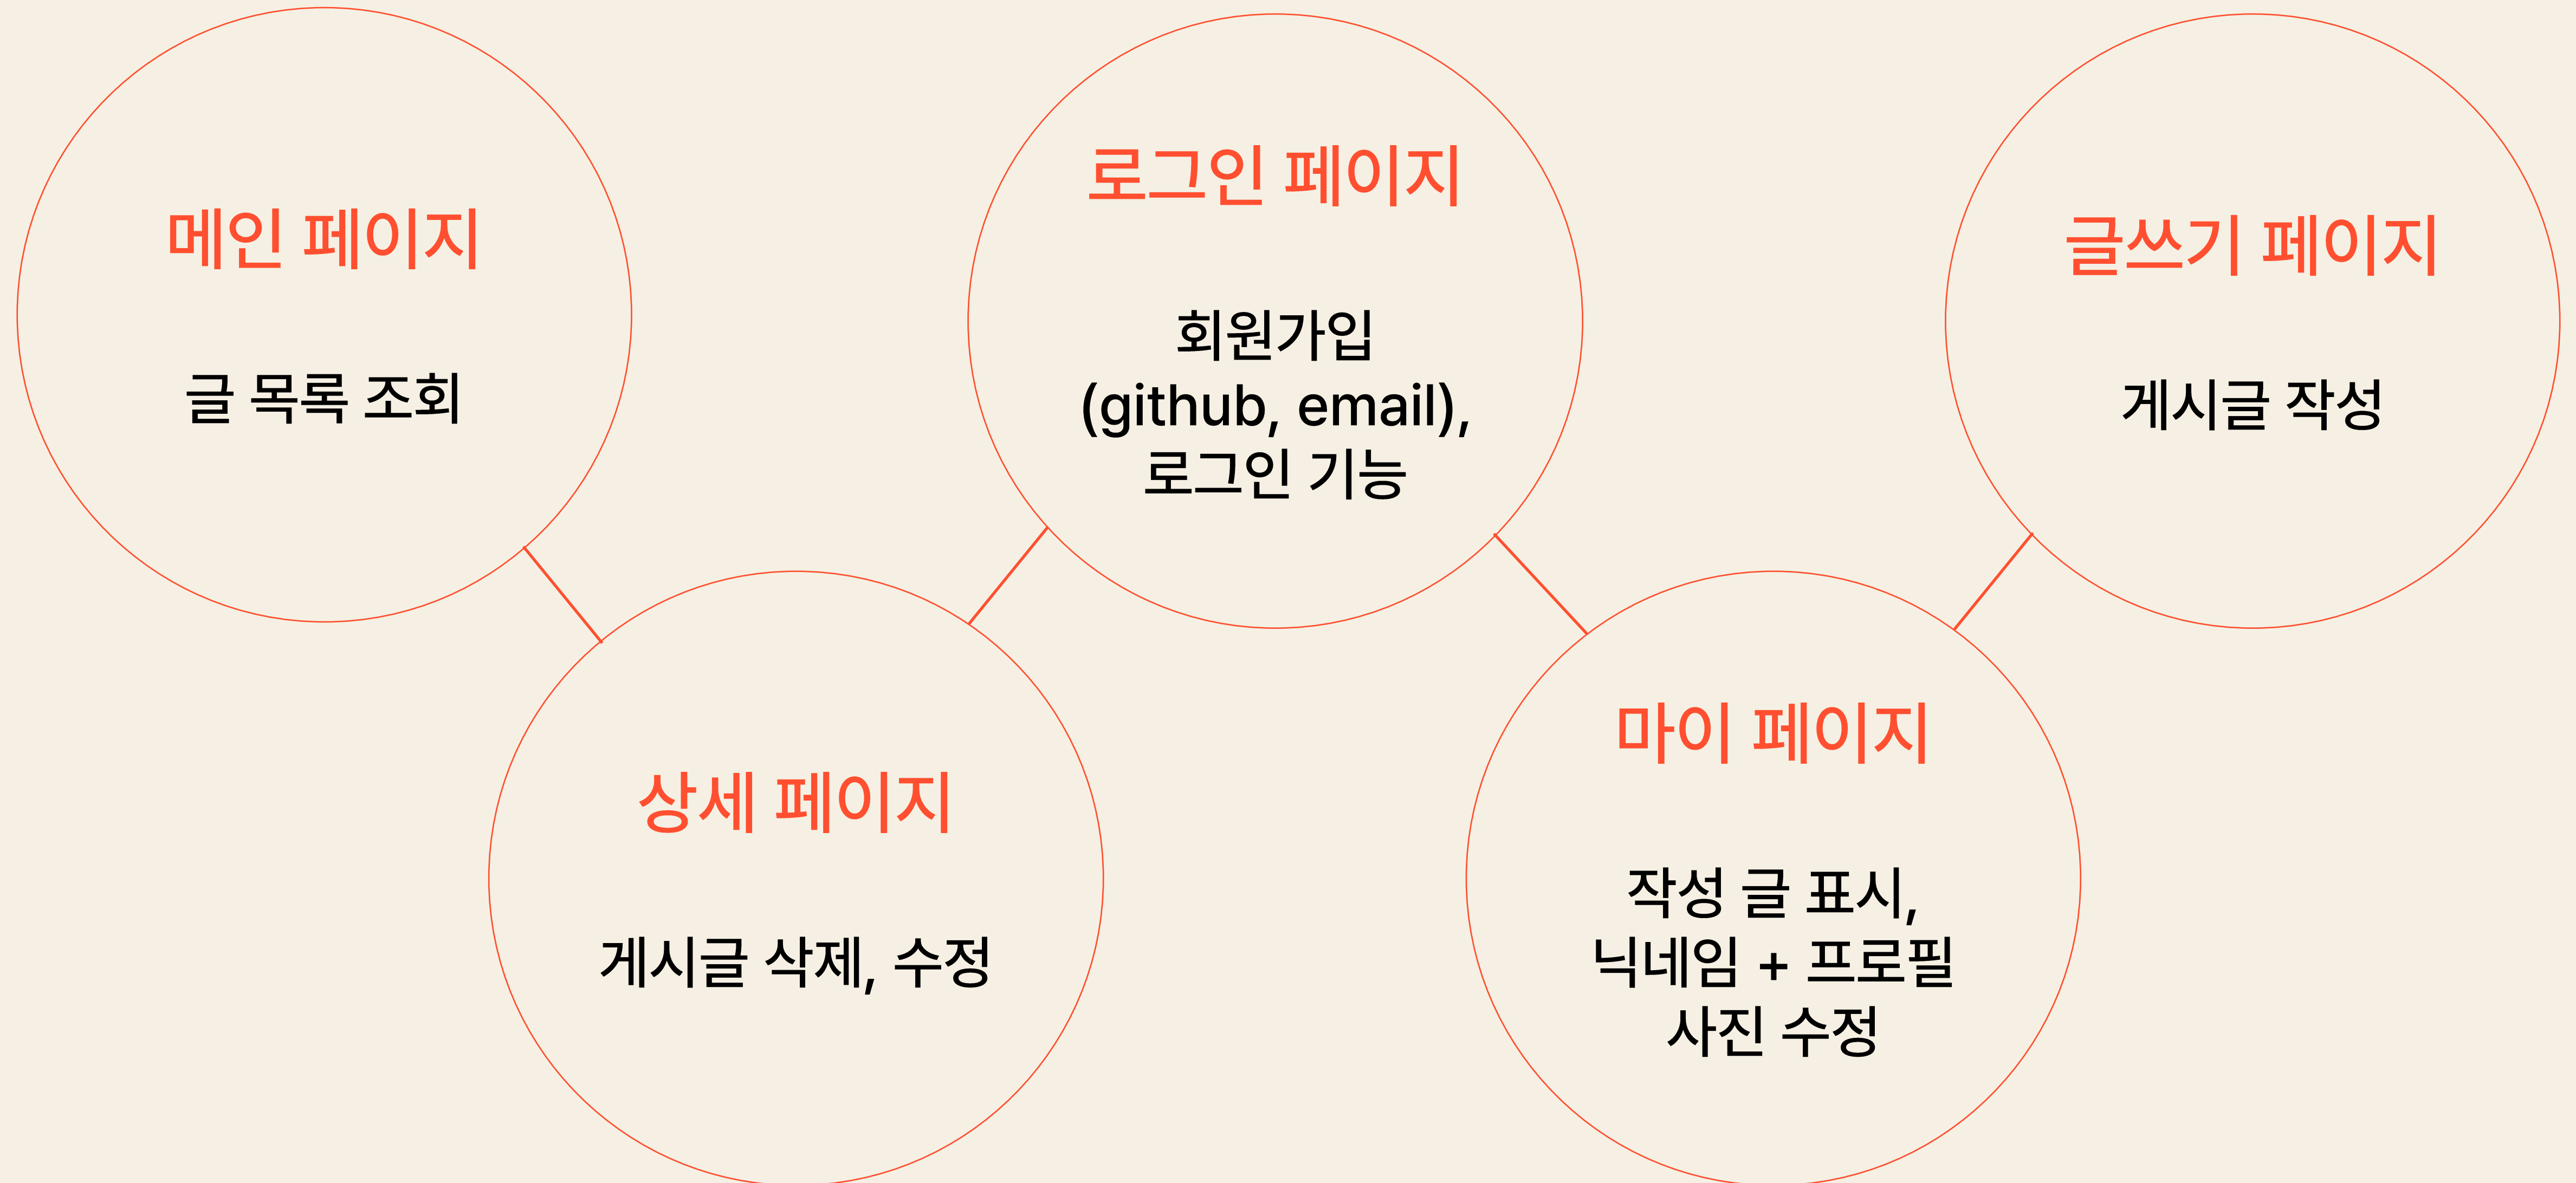 메인 페이지
글 목록 조회
상세 페이지
게시글 삭제, 수정
로그인 페이지
회원가입
(github, email),
로그인 기능
마이 페이지
작성 글 표시,
닉네임 + 프로필
사진 수정
글쓰기 페이지
게시글 작성